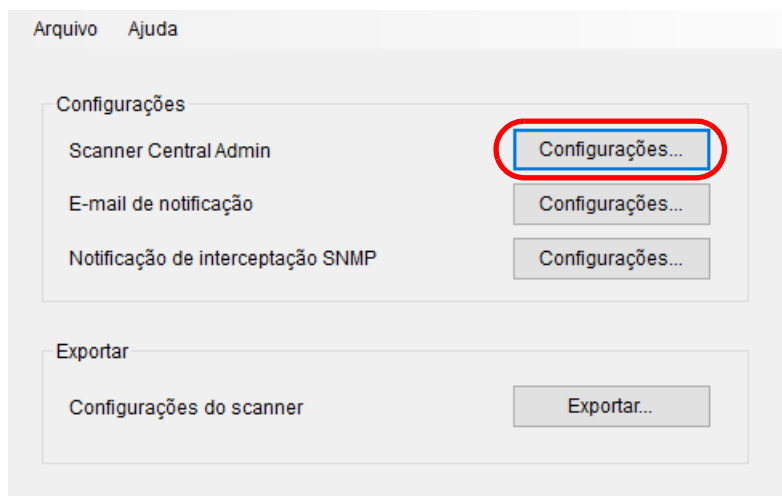 Arquivo Ajuda
Configurações
Scanner Central Admin Configurações...
E-mail de notificação Configurações...
Notificação de interceptação SNMP Configurações...
Exportar
Configurações do scanner Exportar...